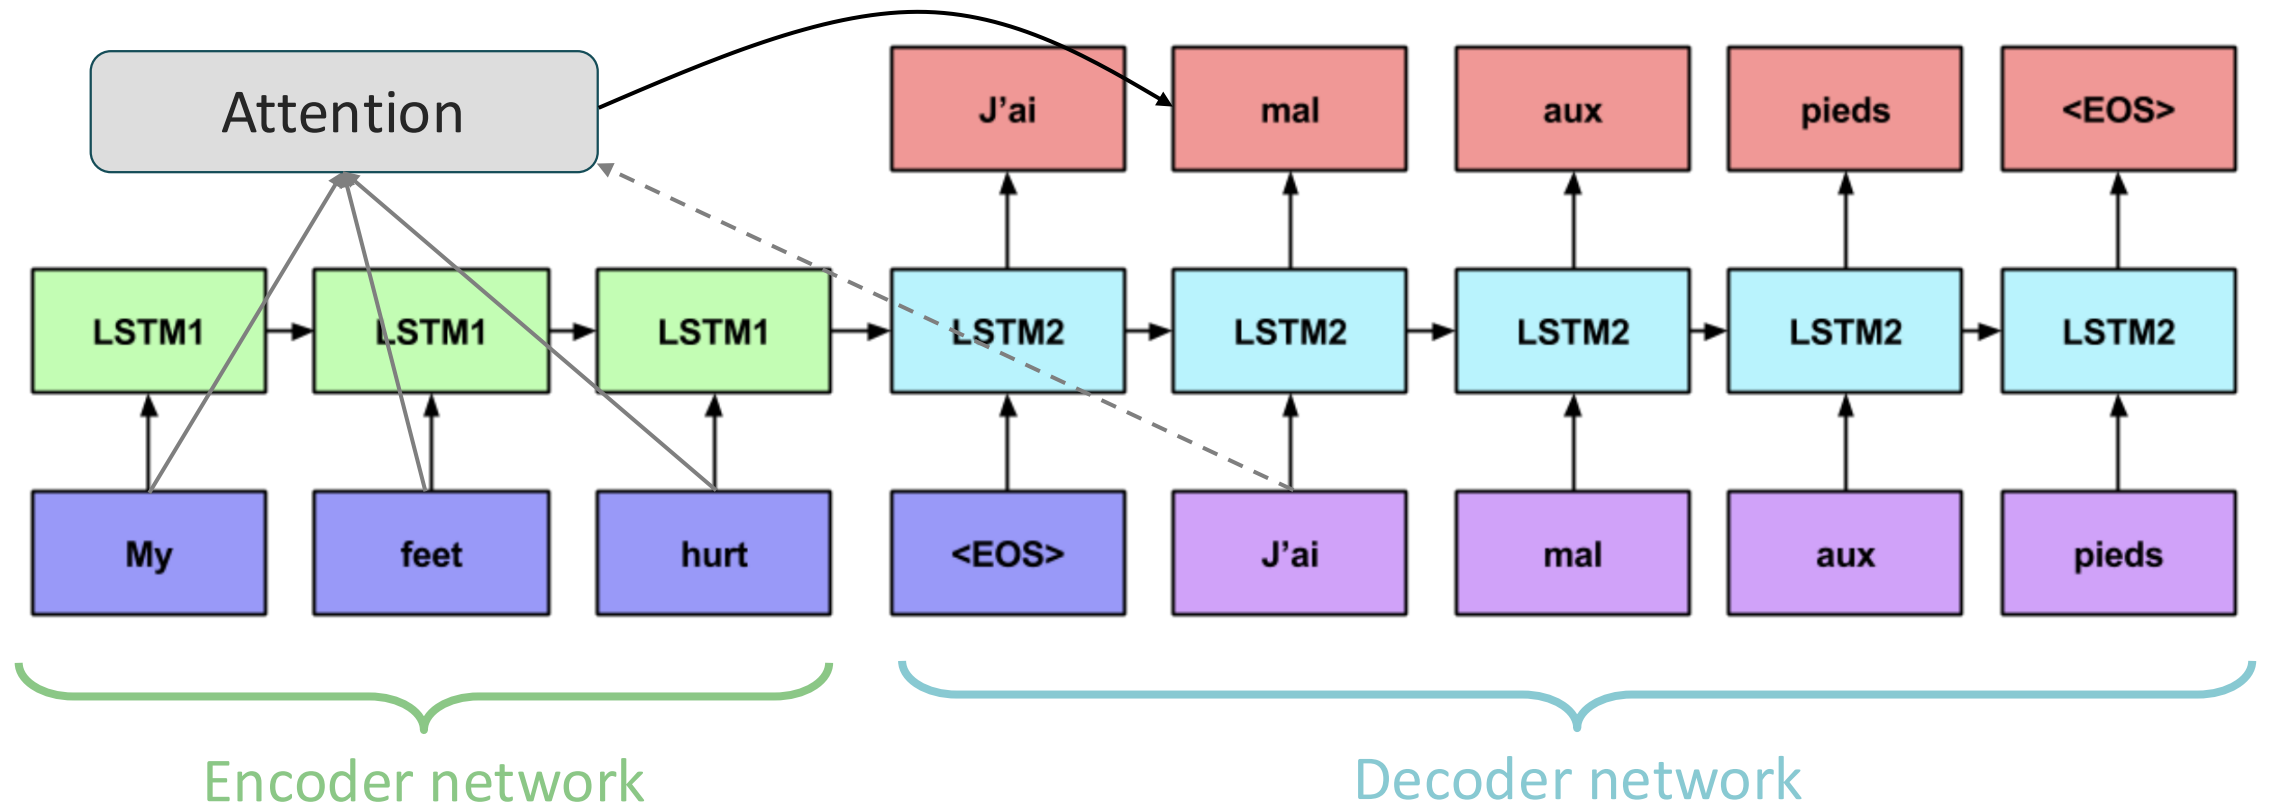 Attention
J'ai mal aux pieds <EOS>
LSTM1 LSTM1 LSTM1 LSTM2 LSTM2 LSTM2 LSTM2 LSTM2
My feet hurt <EOS> J'ai mal aux pieds
Encoder network
Decoder network